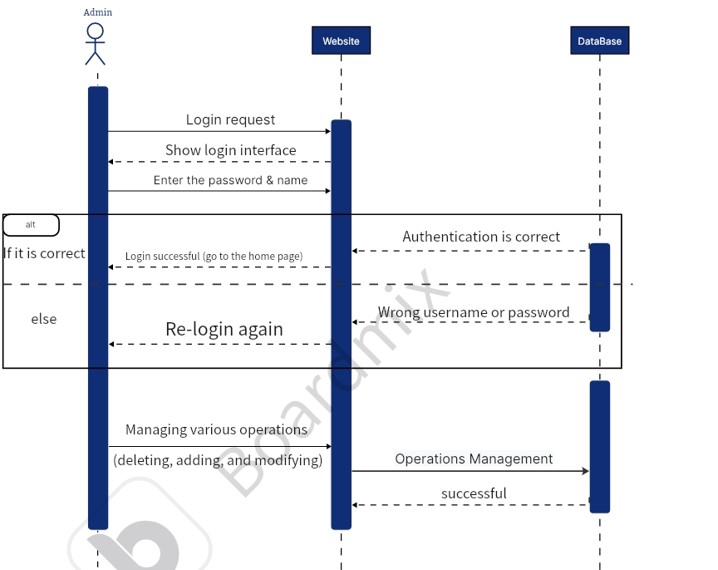 Admin
Website
DataBase
Login request
Show login interface
Enter the password & name
alt
Authentication is correct
If it is correct
Login successful (go to the home page)
Wrong username or password
else
Re-login again
Managing various operations
(deleting, adding, and modifying)
Operations Management
successful
Boardmix
b